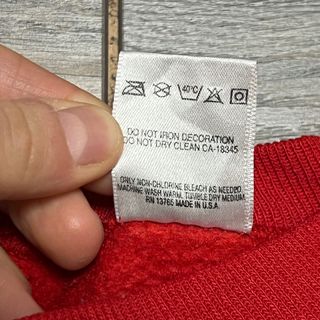 40°C
DO NOT IRON DECORATION
DO NOT DRY CLEAN CA-18345
ONLY NON-CHLORINE BLEACH AS NEEDED.
MACHINE WASH WARM, TUMBLE DRY MEDIUM
RN 13765 MADE IN U.S.A.